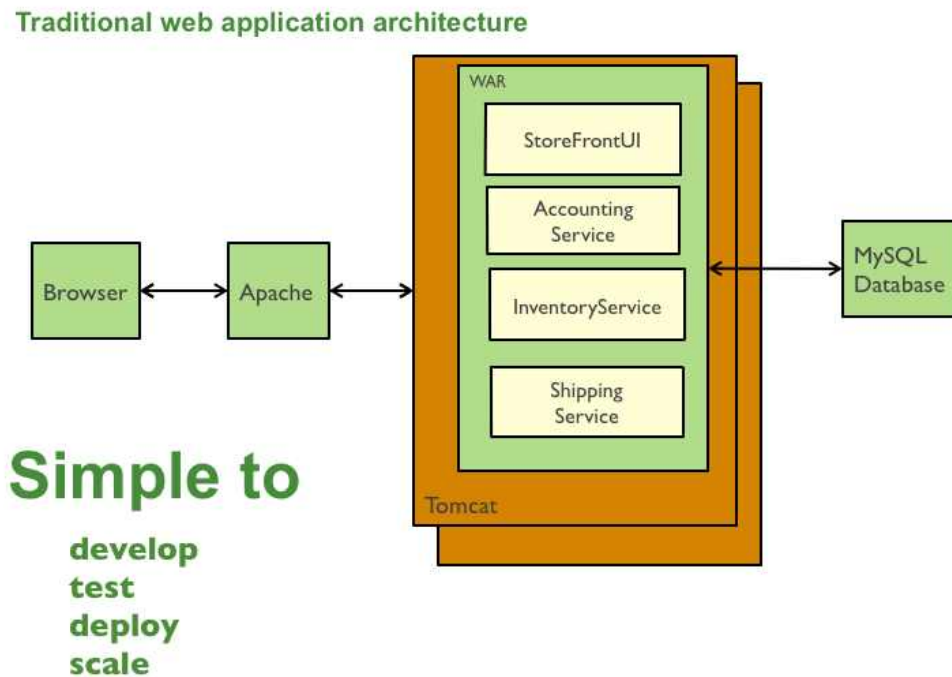 Traditional web application architecture
WAR
StoreFrontUI
Accounting
Service
InventoryService
Shipping
Service
Tomcat
Browser
Apache
MySQL
Database
Simple to
develop
test
deploy
scale